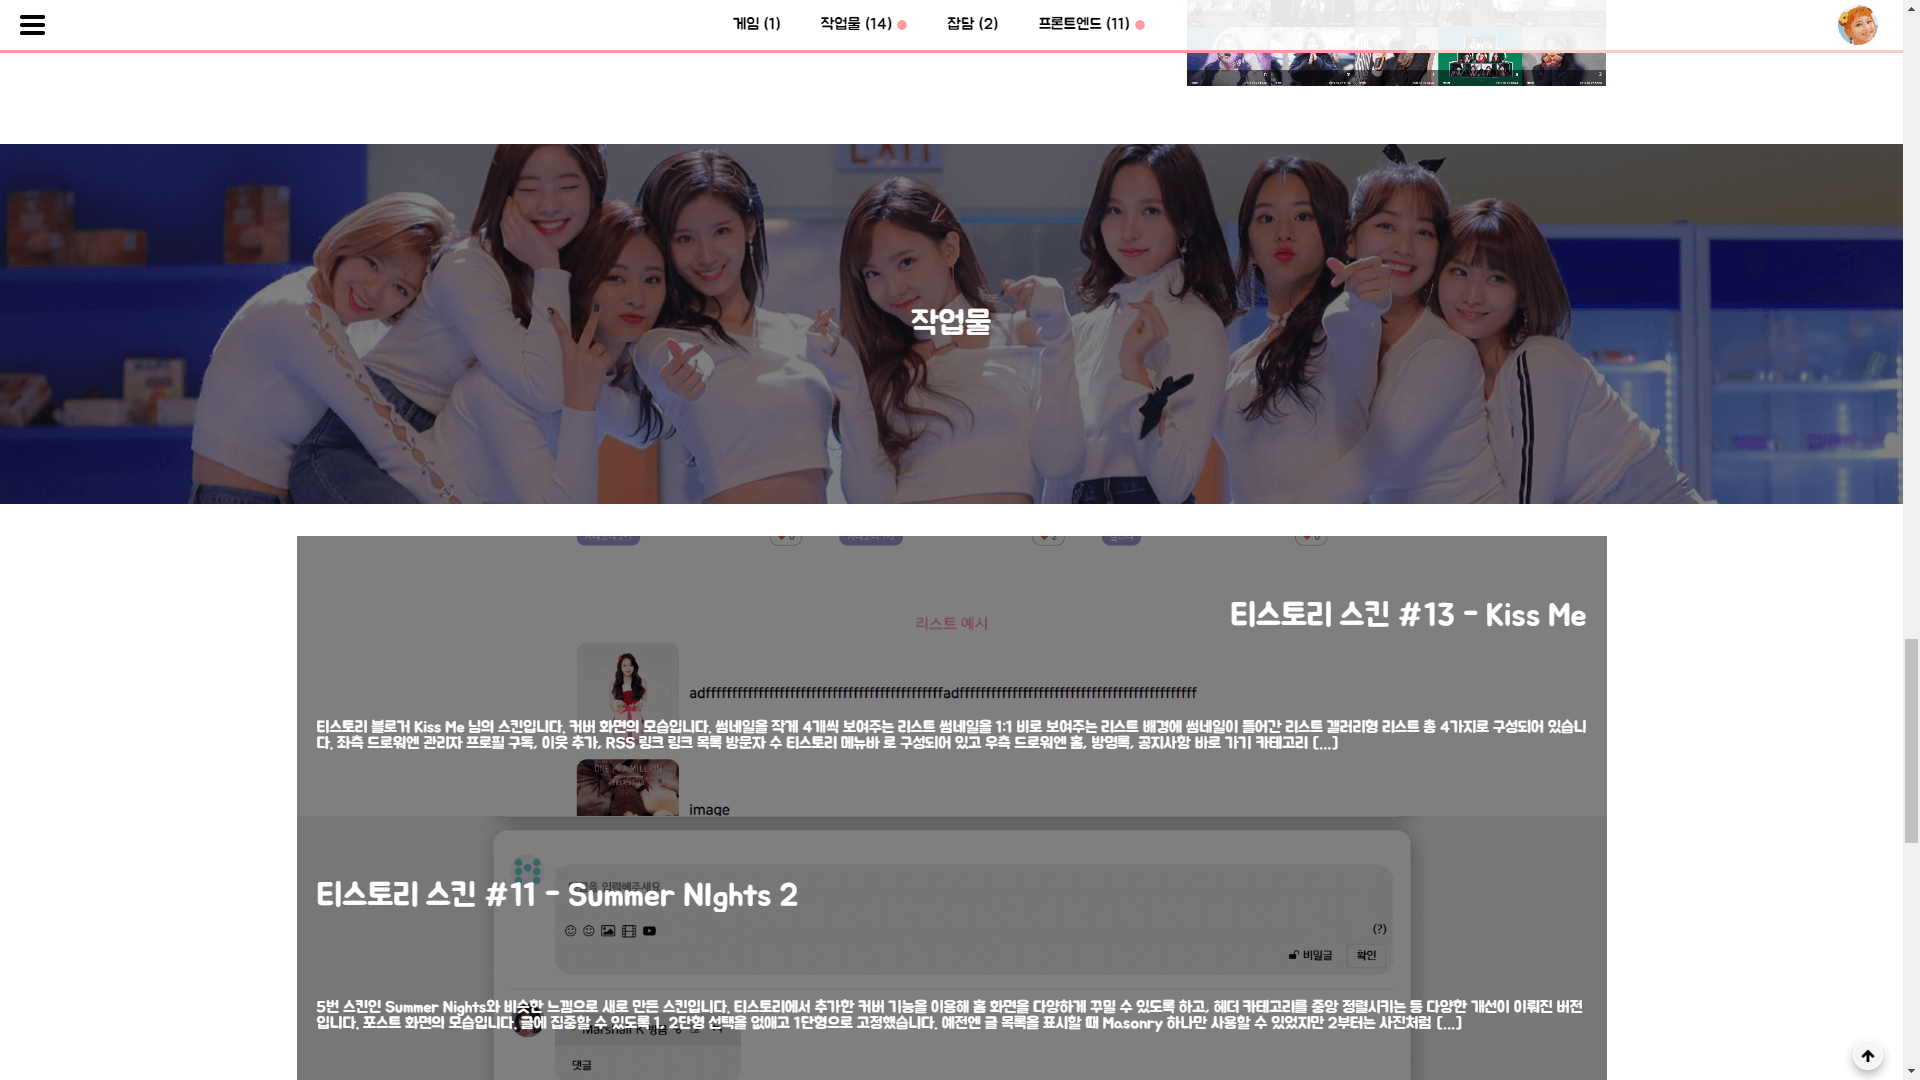 게임 (1)
작업물 (14)
잡담 (2)
프론트엔드 (11)
EXIT
작업물
리스트 예시
티스토리 스킨 #13 - Kiss Me
티스토리 블로거 Kiss Me 님의 스킨입니다. 커버 화면의 모습입니다. 썸네일을 작게 4개씩 보여주는 리스트 썸네일을 1:1 비로 보여주는 리스트 배경에 썸네일이 들어간 리스트 갤러리형 리스트 총 4가지로 구성되어 있습니
다. 좌측 드로워엔 관리자 프로필 구독, 이웃 추가, RSS 링크 링크 목록 방문자 수 티스토리 메뉴바 로 구성되어 있고 우측 드로워엔 홈, 방명록, 공지사항 바로 가기 카테고리 [...]
ONE IN A MILLION
image
티스토리 스킨 #11 - Summer NIghts 2
(?)
비밀글
확인
5번 스킨인 Summer Nights와 비슷한 느낌으로 새로 만든 스킨입니다. 티스토리에서 추가한 커버 기능을 이용해 홈 화면을 다양하게 꾸밀 수 있도록 하고, 헤더 카테고리를 중앙 정렬시키는 등 다양한 개선이 이뤄진 버전
입니다. 포스트 화면의 모습입니다. 글에 집중할 수 있도록 1, 2단형 선택을 없애고 1단형으로 고정했습니다. 예전엔 글 목록을 표시할 때 Masonry 하나만 사용할 수 있었지만 2부터는 사진처럼 [...]
댓글